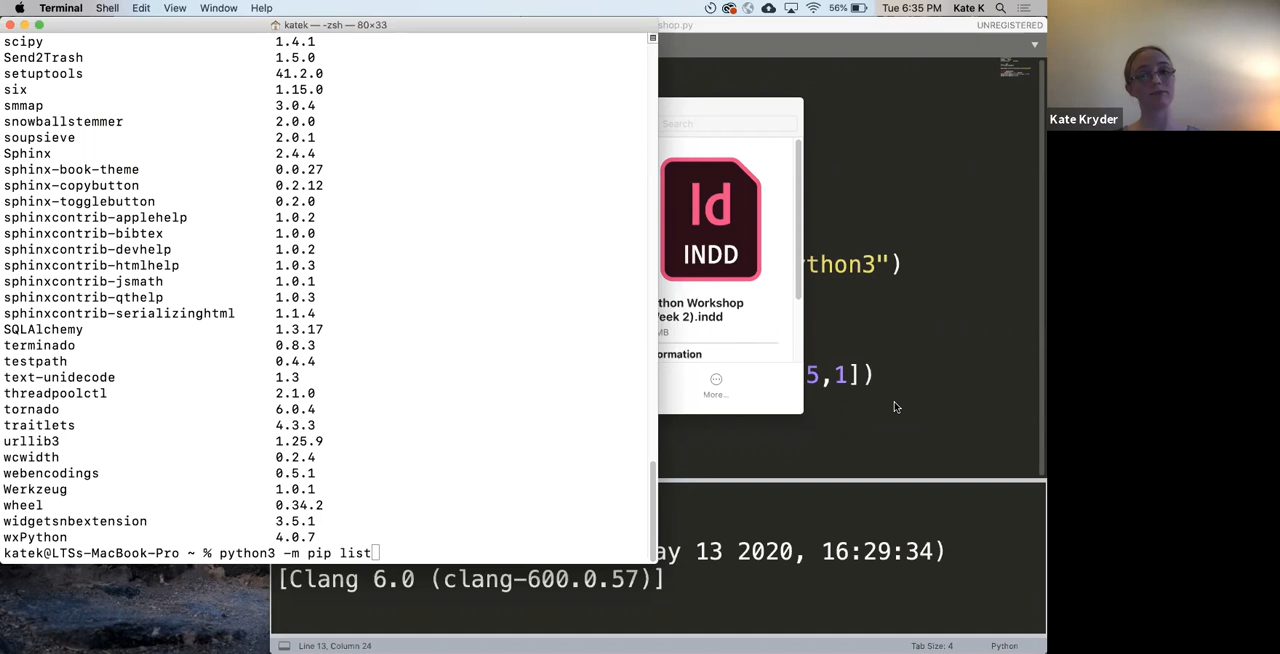 Terminal Shell Edit View Window Help 56% Tue 6:35 PM Kate K
katek — -zsh — 80×33
shop.py
UNREGISTERED
scipy 1.4.1
Send2Trash 1.5.0
setuptools 41.2.0
six 1.15.0
smmap 3.0.4
snowballstemmer 2.0.0
soupsieve 2.0.1
Sphinx 2.4.4
sphinx-book-theme 0.0.27
sphinx-copybutton 0.2.12
sphinx-togglebutton 0.2.0
sphinxcontrib-applehelp 1.0.2
sphinxcontrib-bibtex 1.0.0
sphinxcontrib-devhelp 1.0.2
sphinxcontrib-htmlhelp 1.0.3
sphinxcontrib-jsmath 1.0.1
sphinxcontrib-qthelp 1.0.3
sphinxcontrib-serializinghtml 1.1.4
SQLAlchemy 1.3.17
terminado 0.8.3
testpath 0.4.4
text-unidecode 1.3
threadpoolctl 2.1.0
tornado 6.0.4
traitlets 4.3.3
urllib3 1.25.9
wcwidth 0.2.4
webencodings 0.5.1
Werkzeug 1.0.1
wheel 0.34.2
widgetsnbextension 3.5.1
wxPython 4.0.7
katek@LTSs-MacBook-Pro ~ % python3 -m pip list
Search
Id
INDD
thon Workshop
eek 2).indd
MB
ormation
More...
thon3")
5,1])
ay 13 2020, 16:29:34)
[Clang 6.0 (clang-600.0.57)]
Line 13, Column 24
Tab Size: 4
Python
Kate Kryder